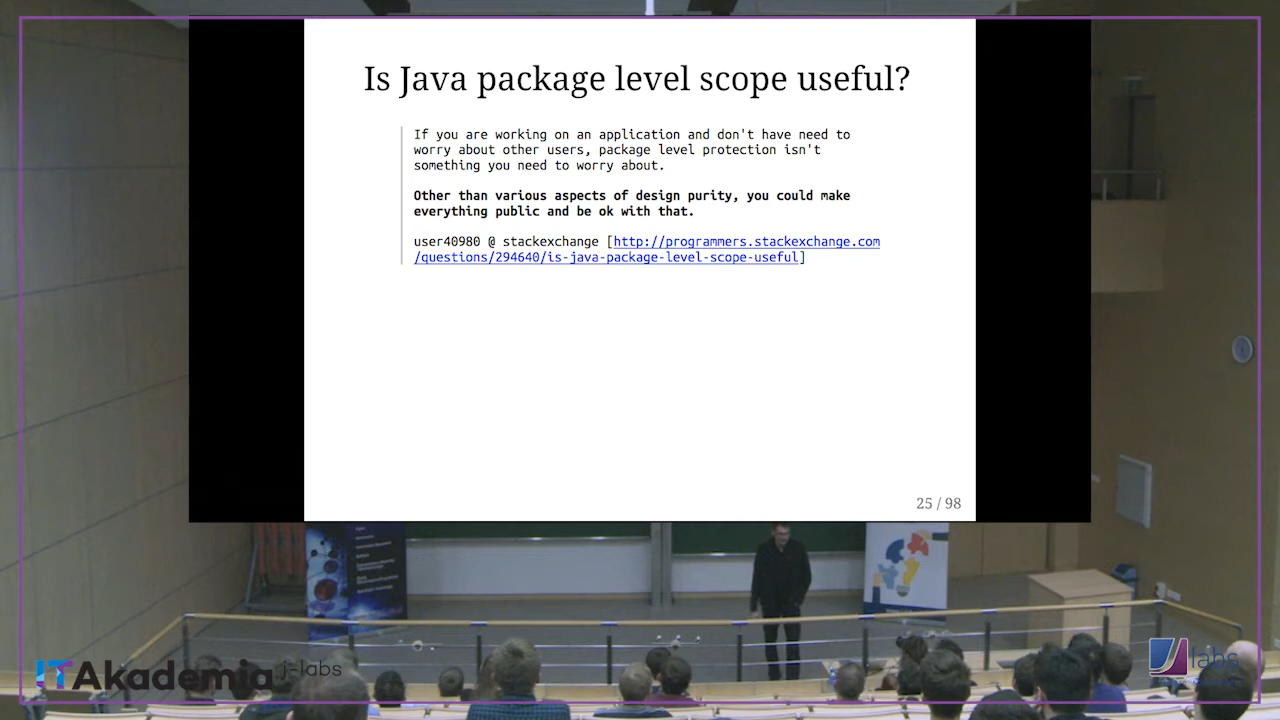 Is Java package level scope useful?
If you are working on an application and don't have need to
worry about other users, package level protection isn't
something you need to worry about.
Other than various aspects of design purity, you could make
everything public and be ok with that.
user40980 @ stackexchange [http://programmers.stackexchange.com
/questions/294640/is-java-package-level-scope-useful]
25 / 98
ITAkademia j-labs
labs